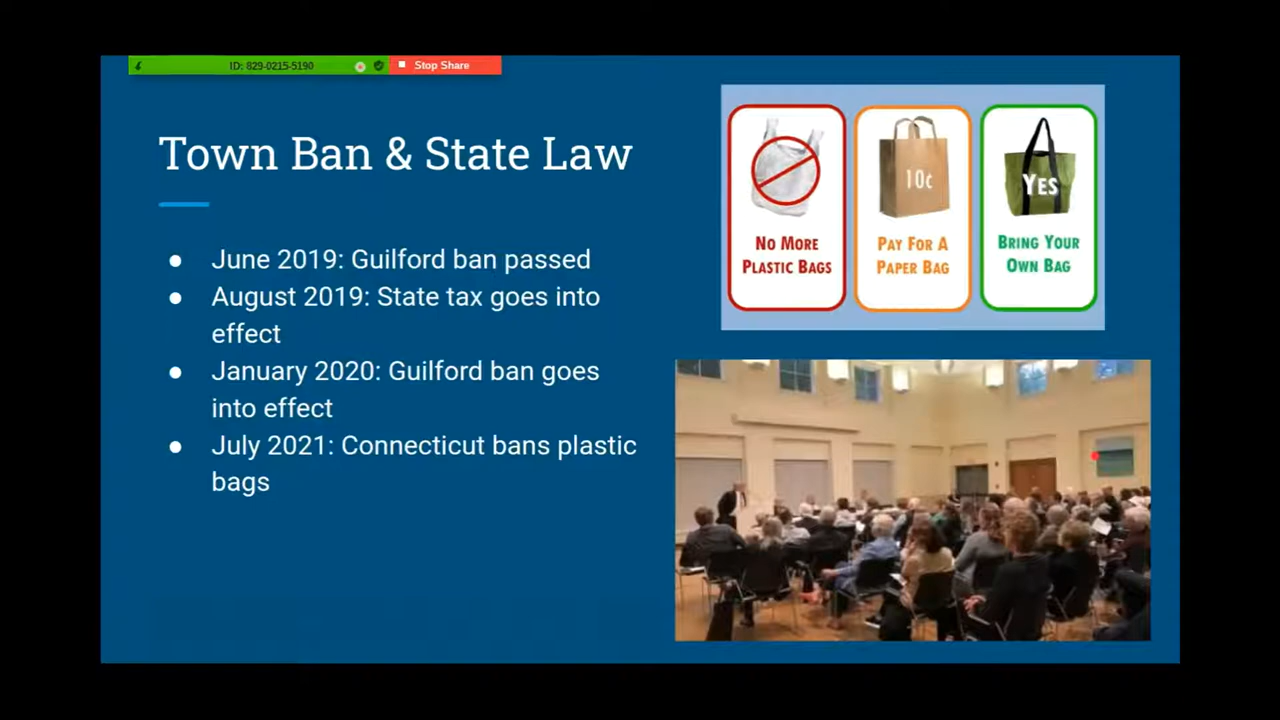 ID: 829-0215-5190
Stop Share
Town Ban & State Law
● June 2019: Guilford ban passed
● August 2019: State tax goes into
effect
● January 2020: Guilford ban goes
into effect
● July 2021: Connecticut bans plastic
bags
NO MORE
PLASTIC BAGS
10¢
PAY FOR A
PAPER BAG
YES
BRING YOUR
OWN BAG